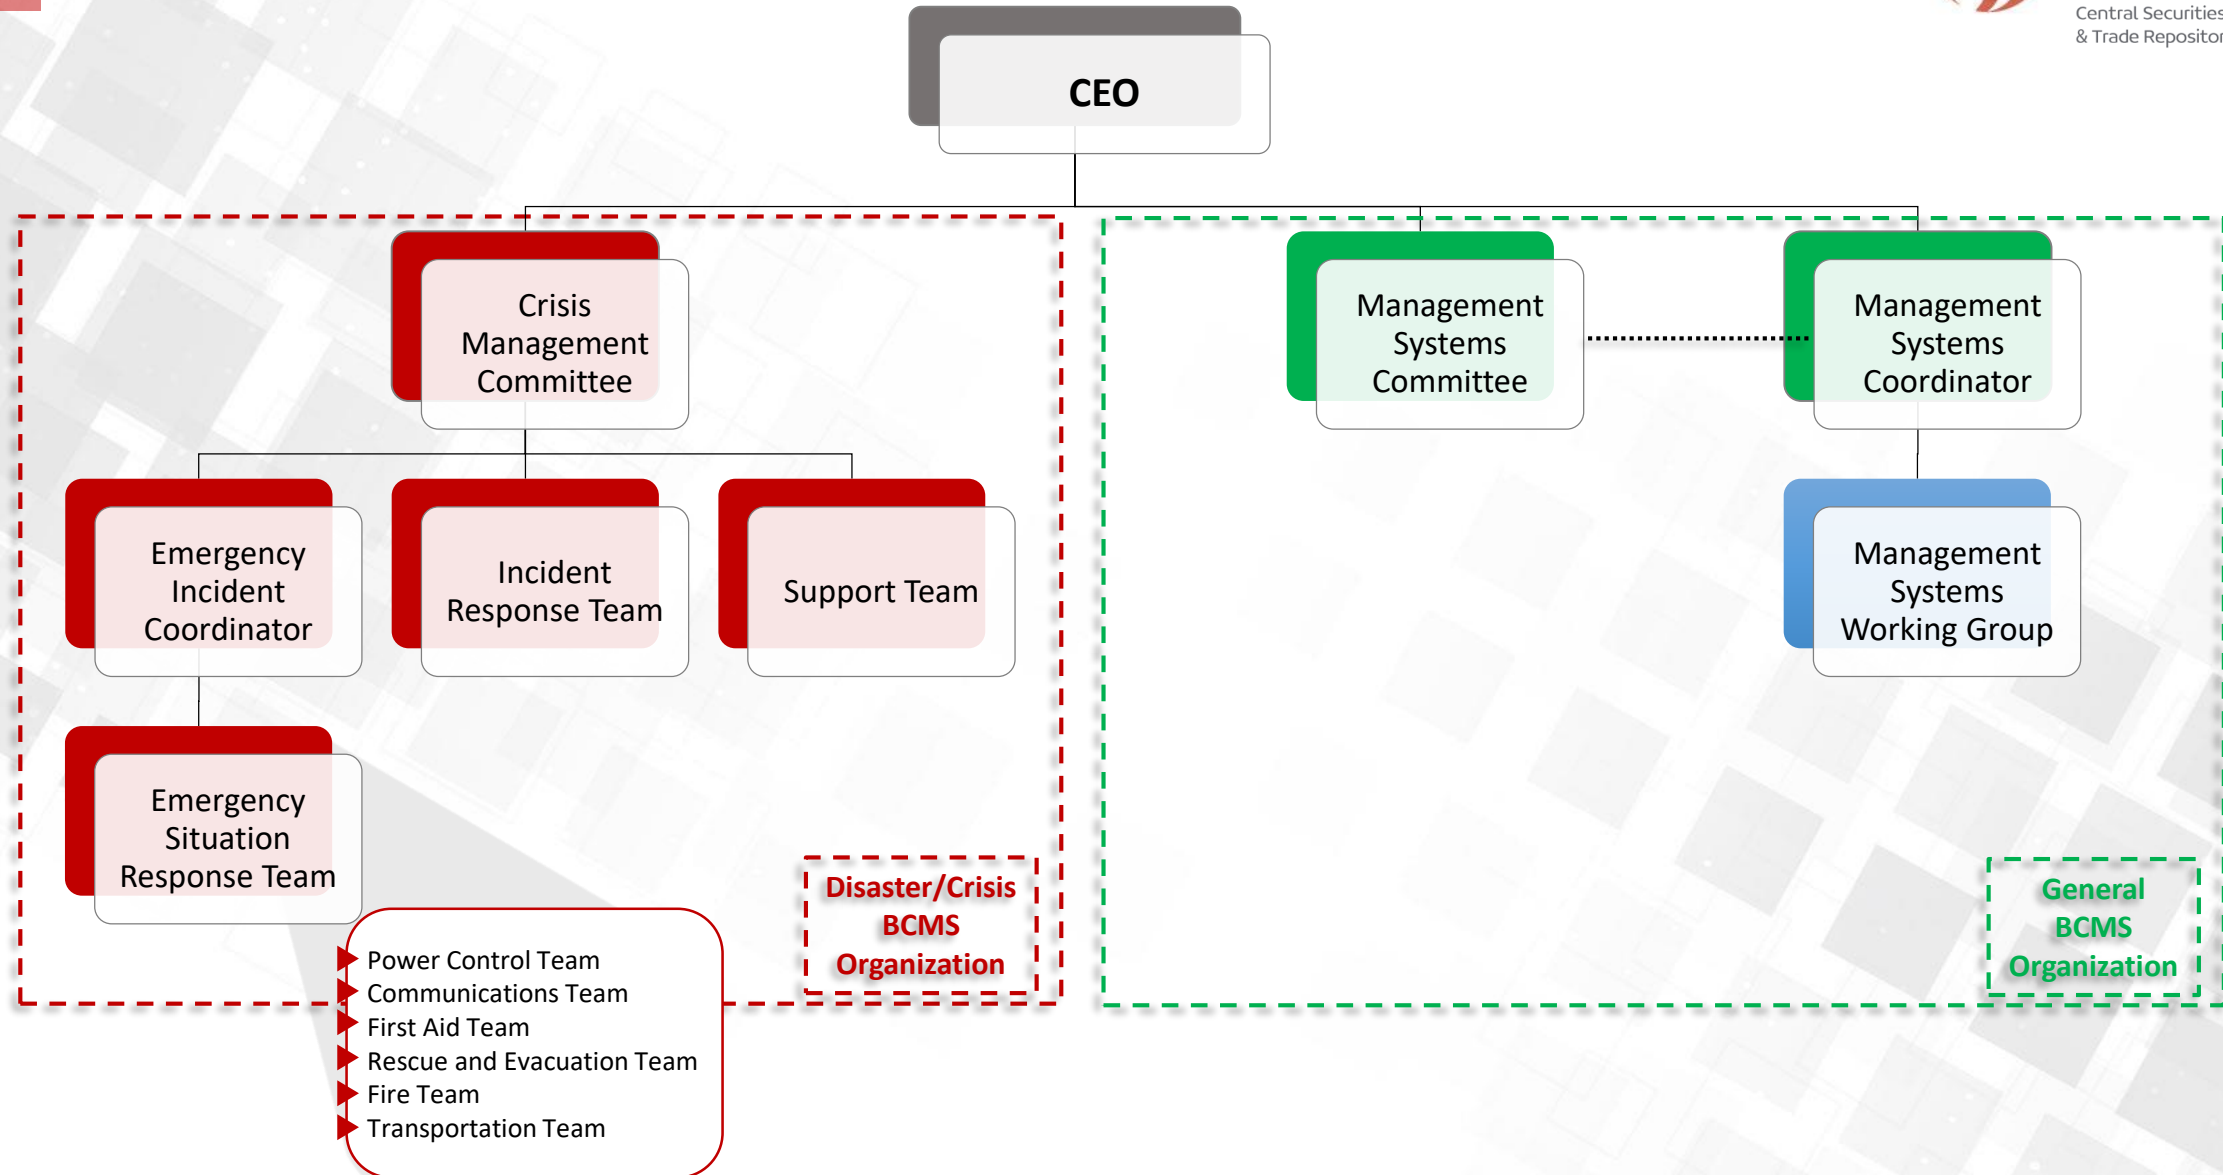 Central Securities
& Trade Repositor
CEO
Crisis
Management
Committee
Management
Systems
Committee
Management
Systems
Coordinator
Emergency
Incident
Coordinator
Incident
Response Team
Support Team
Management
Systems
Working Group
Emergency
Situation
Response Team
Disaster/Crisis
BCMS
Organization
General
BCMS
Organization
Power Control Team
Communications Team
First Aid Team
Rescue and Evacuation Team
Fire Team
Transportation Team